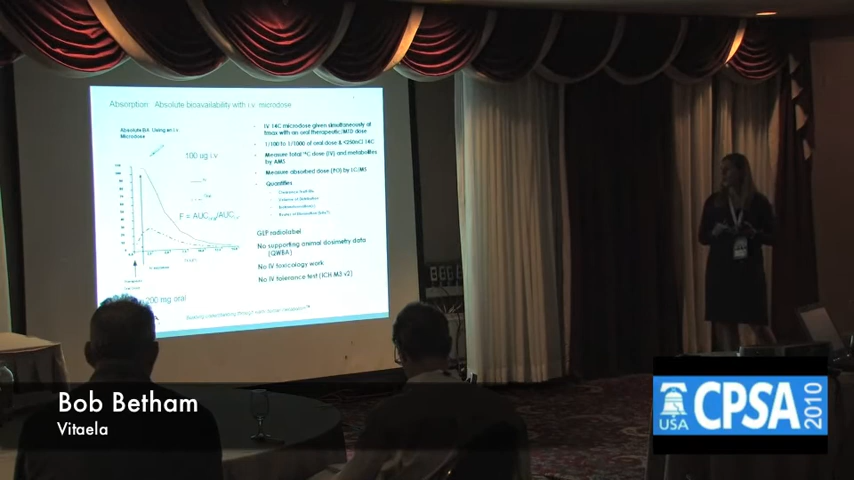 Absorption: Absolute bioavailability with i.v. microdose
Absolute BA Using an i.v.
Microdose
100 ug i.v.
F = AUC /AUC
200 mg oral
IV 14C microdose given simultaneously at
tmax with an oral therapeutic/MTD dose
1/100 to 1/1000 of oral dose & <250nCi 14C
Measure total 14C dose (IV) and metabolites
by AMS
Measure absorbed dose (PO) by LC/MS
Quantifies
Volume of Distribution
GLP radiolabel
No supporting animal dosimetry data
(QWBA)
No IV toxicology work
No IV tolerance test (ICH M3 v2)
Bob Betham
Vitaela
USA
CPSA
2010